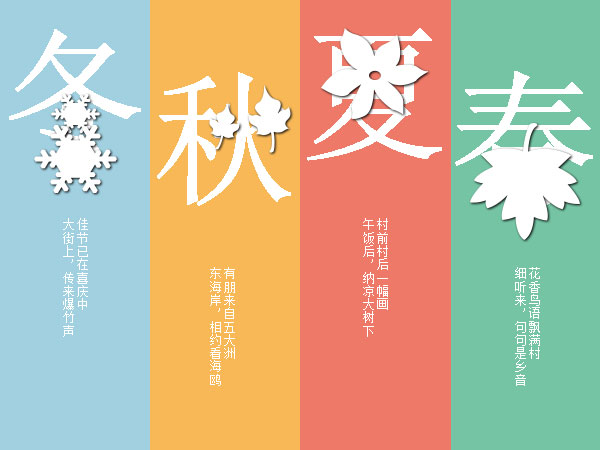 春
花香鸟语飘满村
细听来，句句是乡音
夏
村前村后一幅画
午饭后，纳凉大树下
秋
有朋来自五大洲
东海岸，相约看海鸥
冬
佳节已在喜庆中
大街上，传来爆竹声